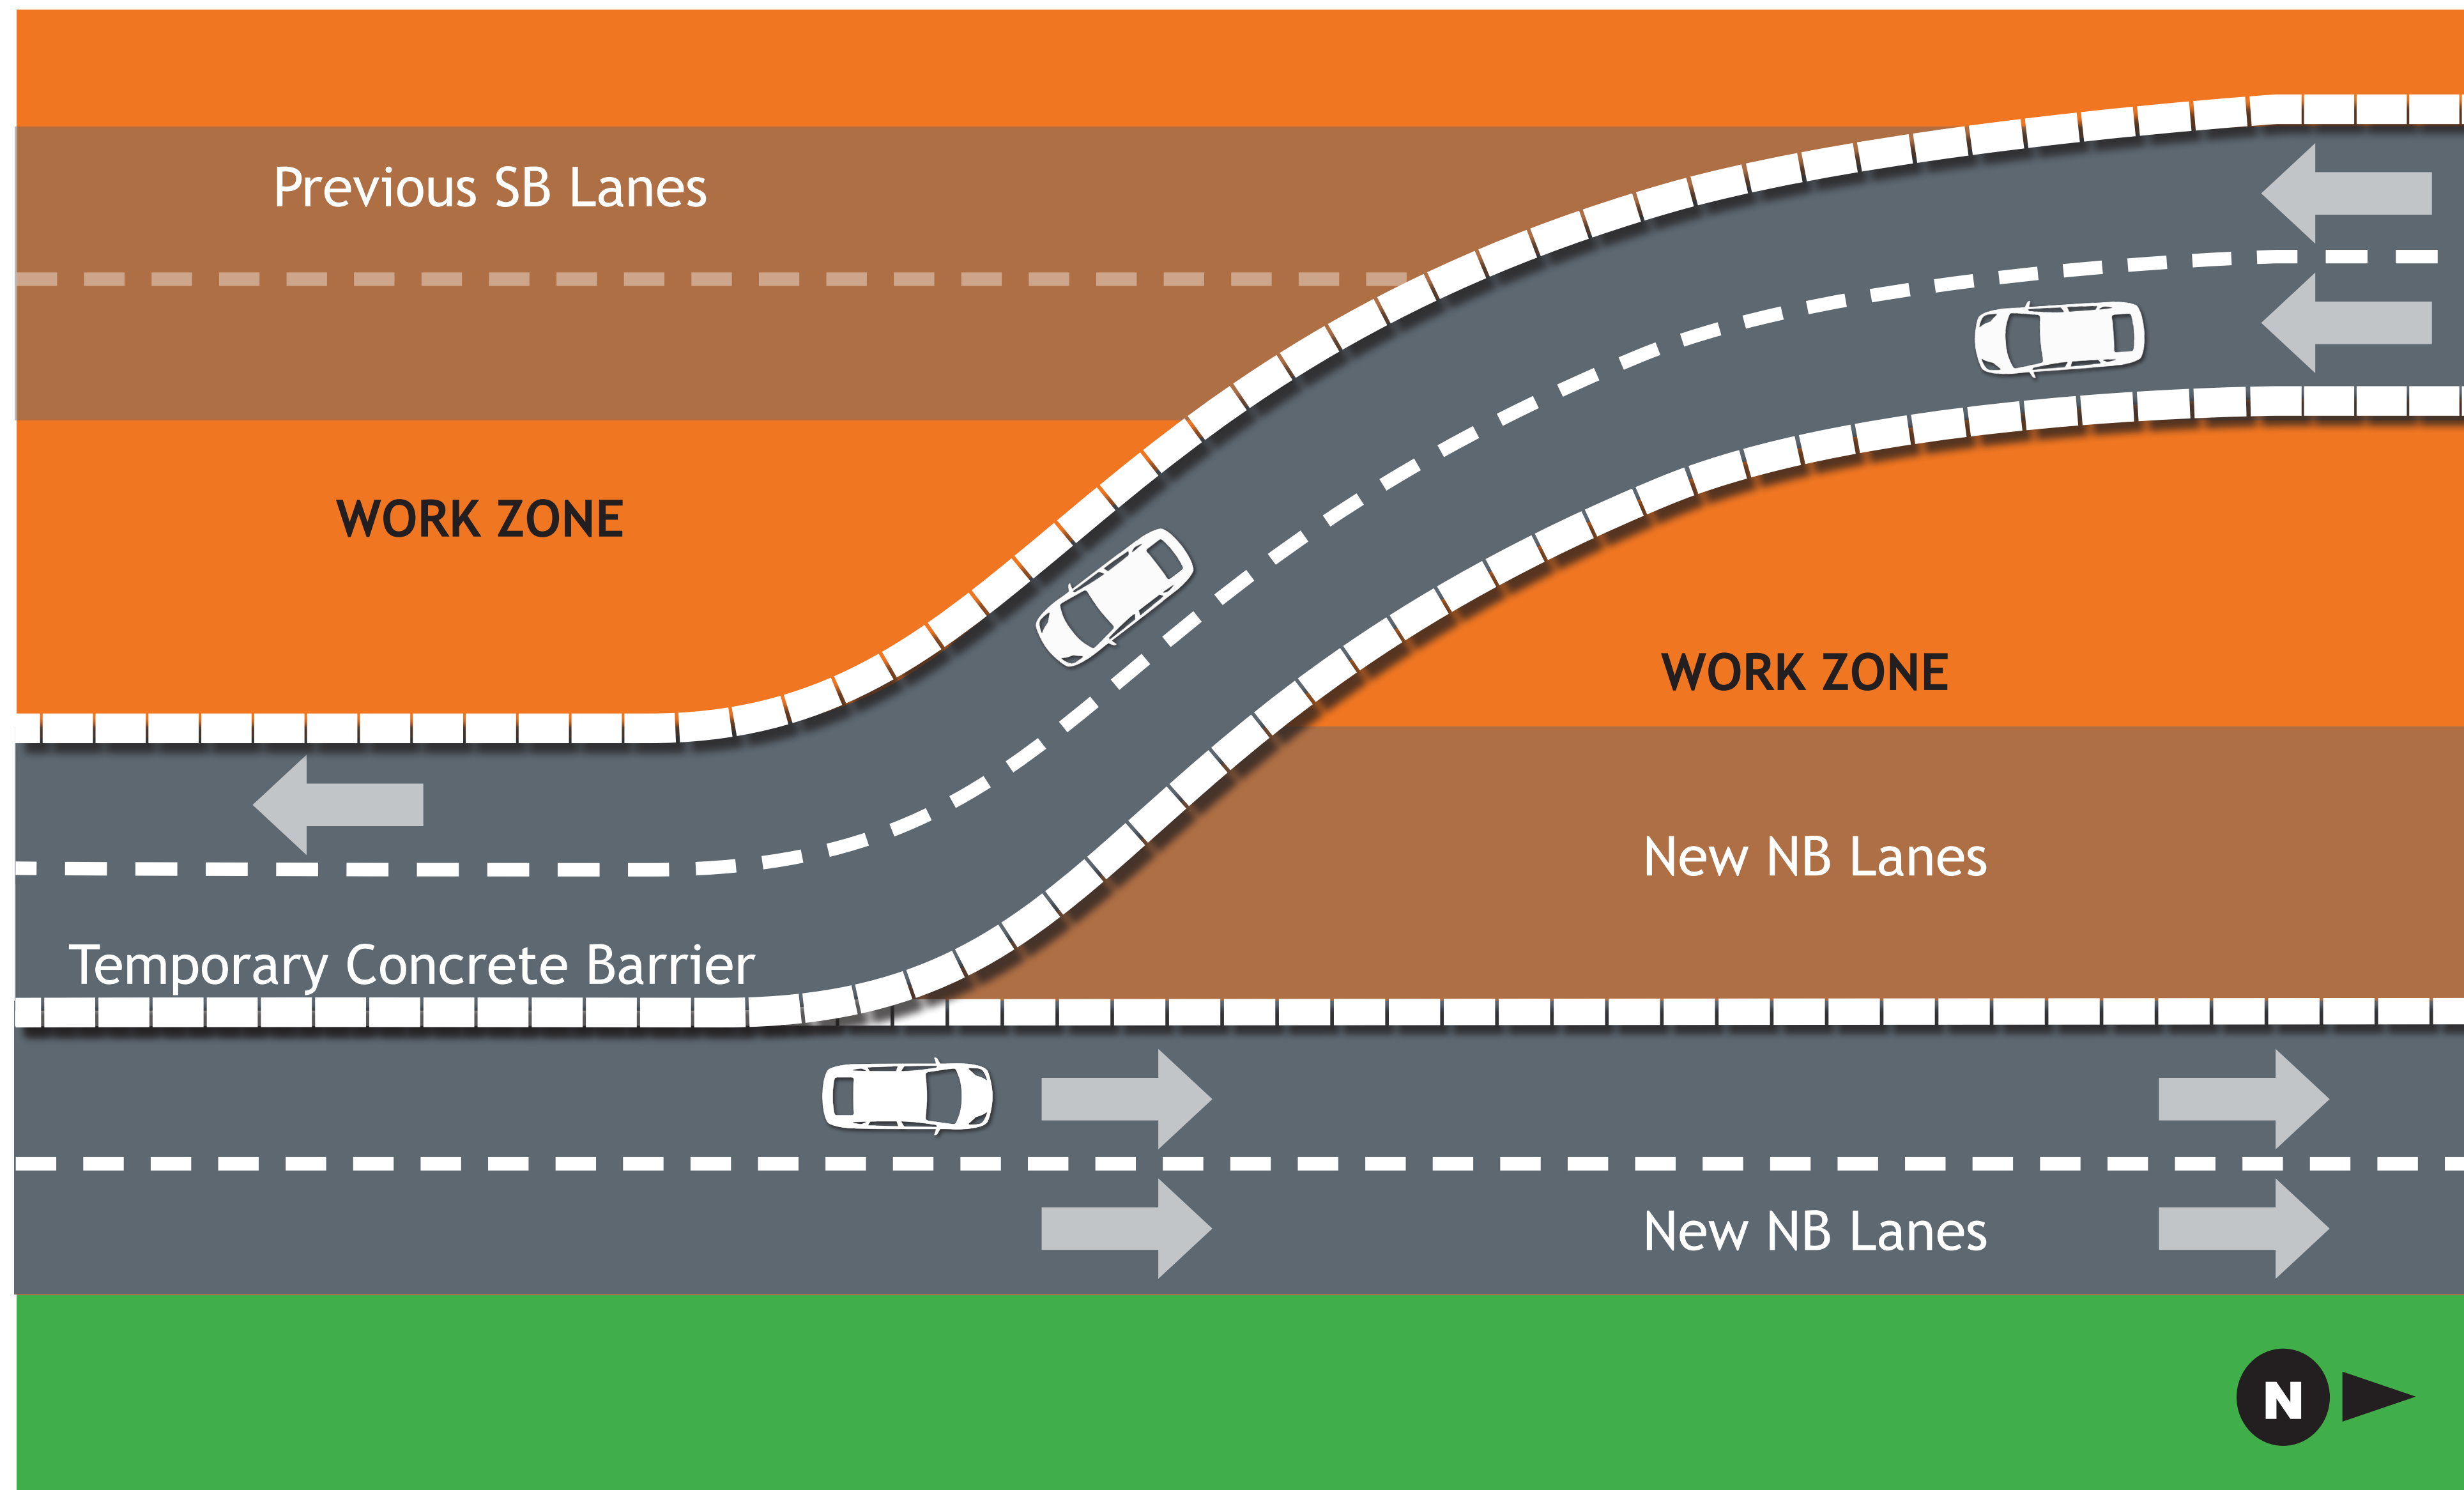 Previous SB Lanes
WORK ZONE
WORK ZONE
New NB Lanes
Temporary Concrete Barrier
New NB Lanes
N